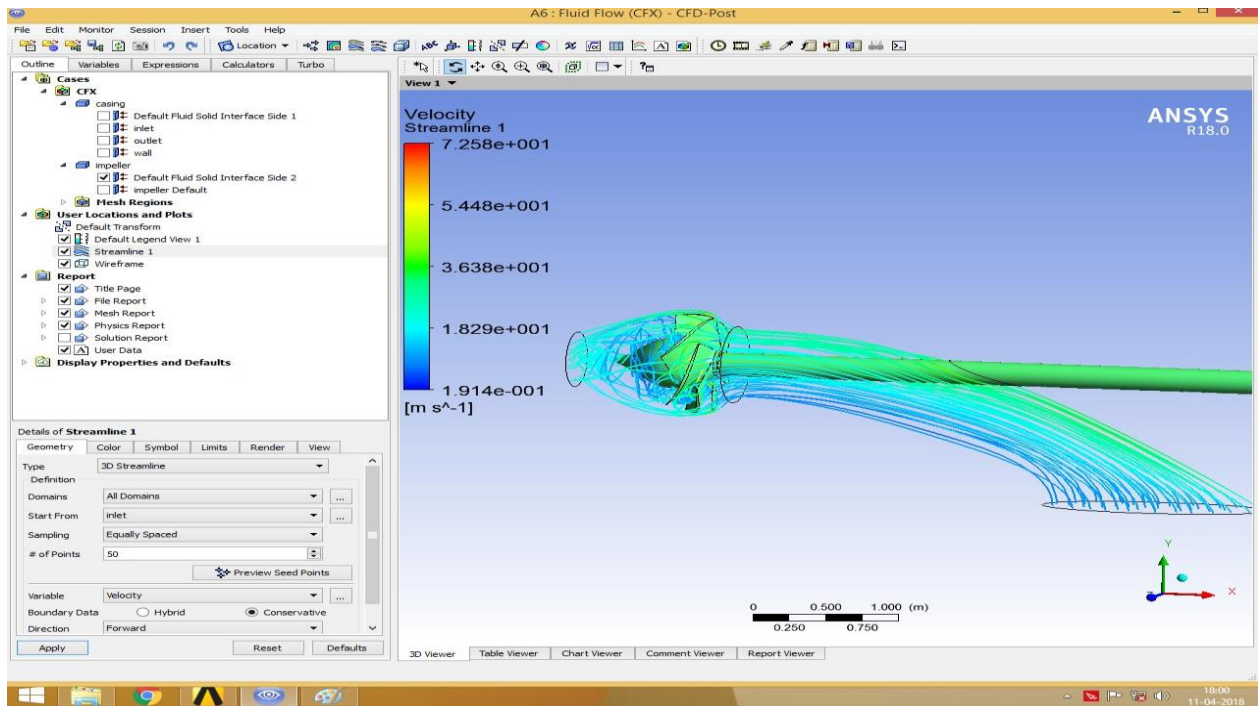 A6 : Fluid Flow (CFX) - CFD-Post
File Edit Monitor Session Insert Tools Help
Location
Outline Variables Expressions Calculators Turbo
Cases
CFX
casing
Default Fluid Solid Interface Side 1
inlet
outlet
wall
impeller
Default Fluid Solid Interface Side 2
impeller Default
Mesh Regions
User Locations and Plots
Default Transform
Default Legend View 1
Streamline 1
Wireframe
Report
Title Page
File Report
Mesh Report
Physics Report
Solution Report
User Data
Display Properties and Defaults
Details of Streamline 1
Geometry Color Symbol Limits Render View
Type 3D Streamline
Definition
Domains All Domains ...
Start From inlet ...
Sampling Equally Spaced
# of Points 50
Preview Seed Points
Variable Velocity ...
Boundary Data Hybrid Conservative
Direction Forward
Apply Reset Defaults
View 1
Velocity
Streamline 1
7.258e+001
5.448e+001
3.638e+001
1.829e+001
1.914e-001
[m s^-1]
ANSYS
R18.0
Y
X
0 0.500 1.000 (m)
0.250 0.750
3D Viewer Table Viewer Chart Viewer Comment Viewer Report Viewer
18:00
11-04-2018